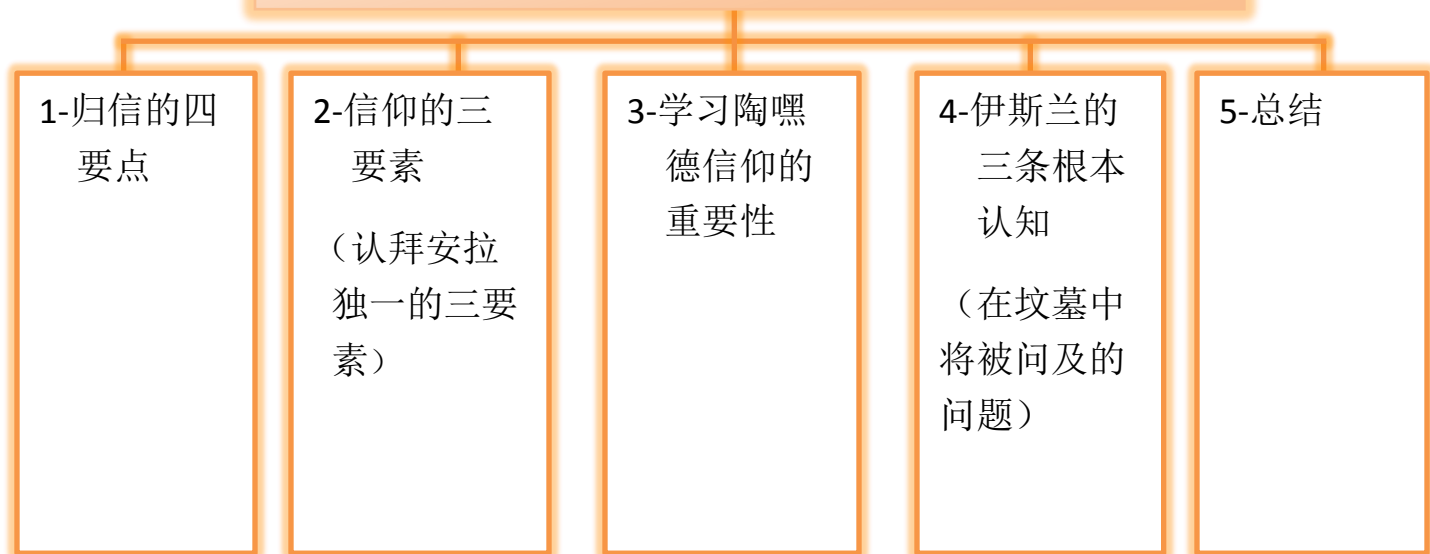 1-归信的四
要点
2-信仰的三
要素
（认拜安拉
独一的三要
素）
3-学习陶嘿
德信仰的
重要性
4-伊斯兰的
三条根本
认知
（在坟墓中
将被问及的
问题）
5-总结